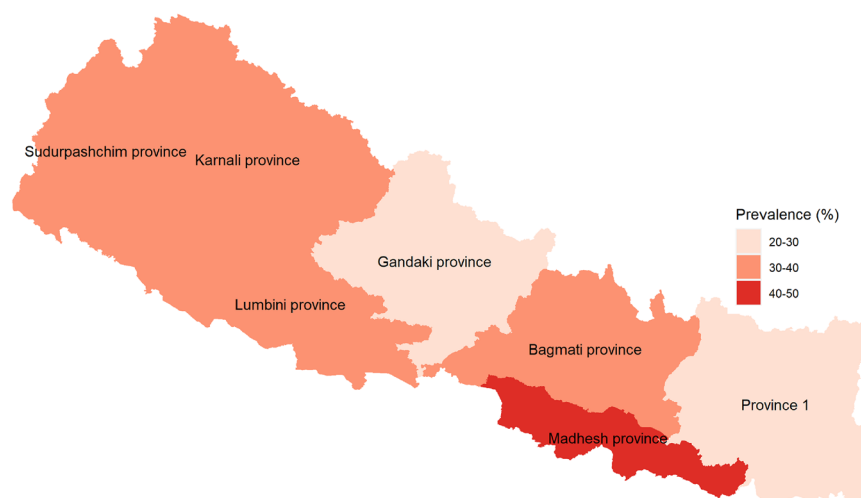 Sudurpashchim province
Karnali province
Gandaki province
Lumbini province
Bagmati province
Madhesh province
Province 1
Prevalence (%)
20-30
30-40
40-50